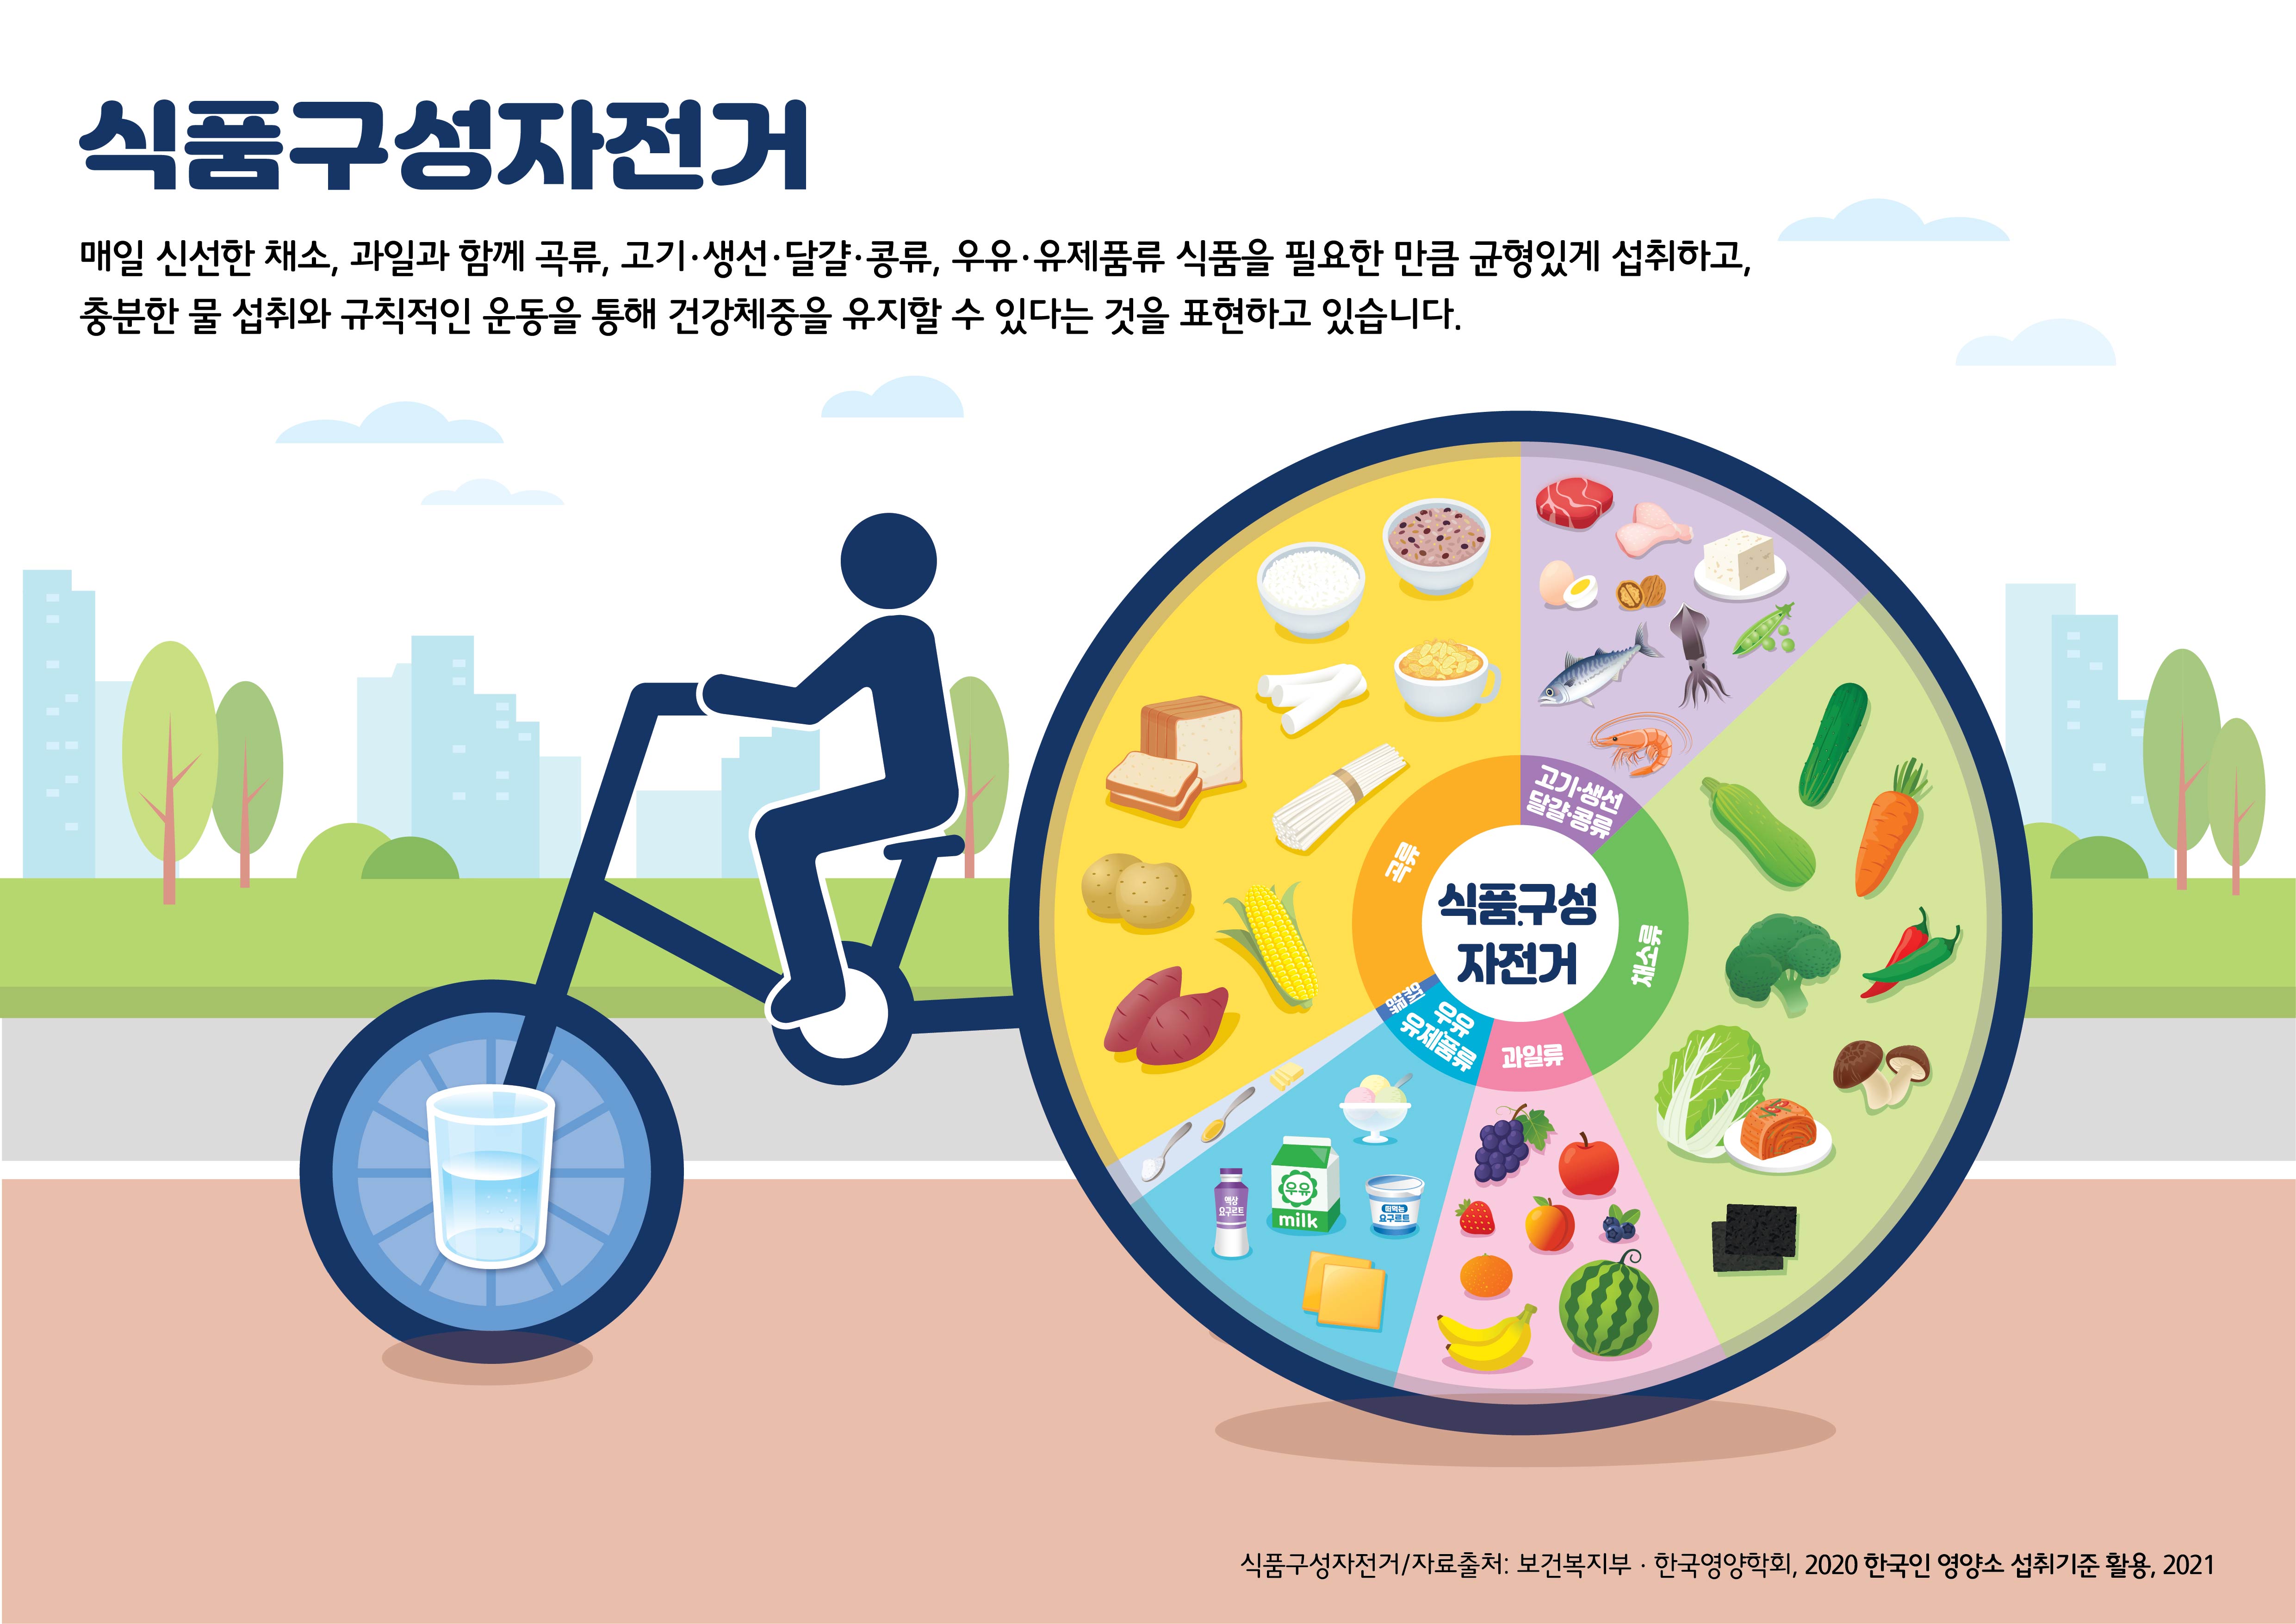 식품구성자전거
매일 신선한 채소, 과일과 함께 곡류, 고기·생선·달걀·콩류, 우유·유제품류 식품을 필요한 만큼 균형있게 섭취하고,
충분한 물 섭취와 규칙적인 운동을 통해 건강체중을 유지할 수 있다는 것을 표현하고 있습니다.
고기·생선
달걀·콩류
곡류
식품구성
자전거
채소류
유지·당류
우유
유제품류
과일류
액상
요구르트
우유
milk
떠먹는
요구르트
식품구성자전거/자료출처: 보건복지부 · 한국영양학회, 2020 한국인 영양소 섭취기준 활용, 2021